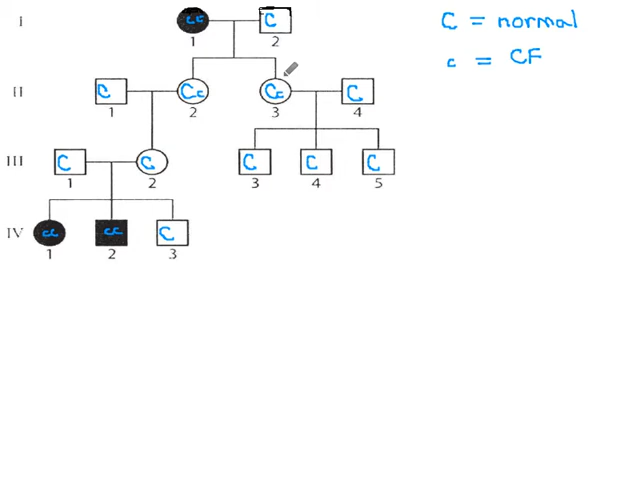 I cc C
1 2 C = normal
c = CF
II C Cc Cc C
1 2 3 4
III C C C C C
1 2 3 4 5
IV cc cc C
1 2 3